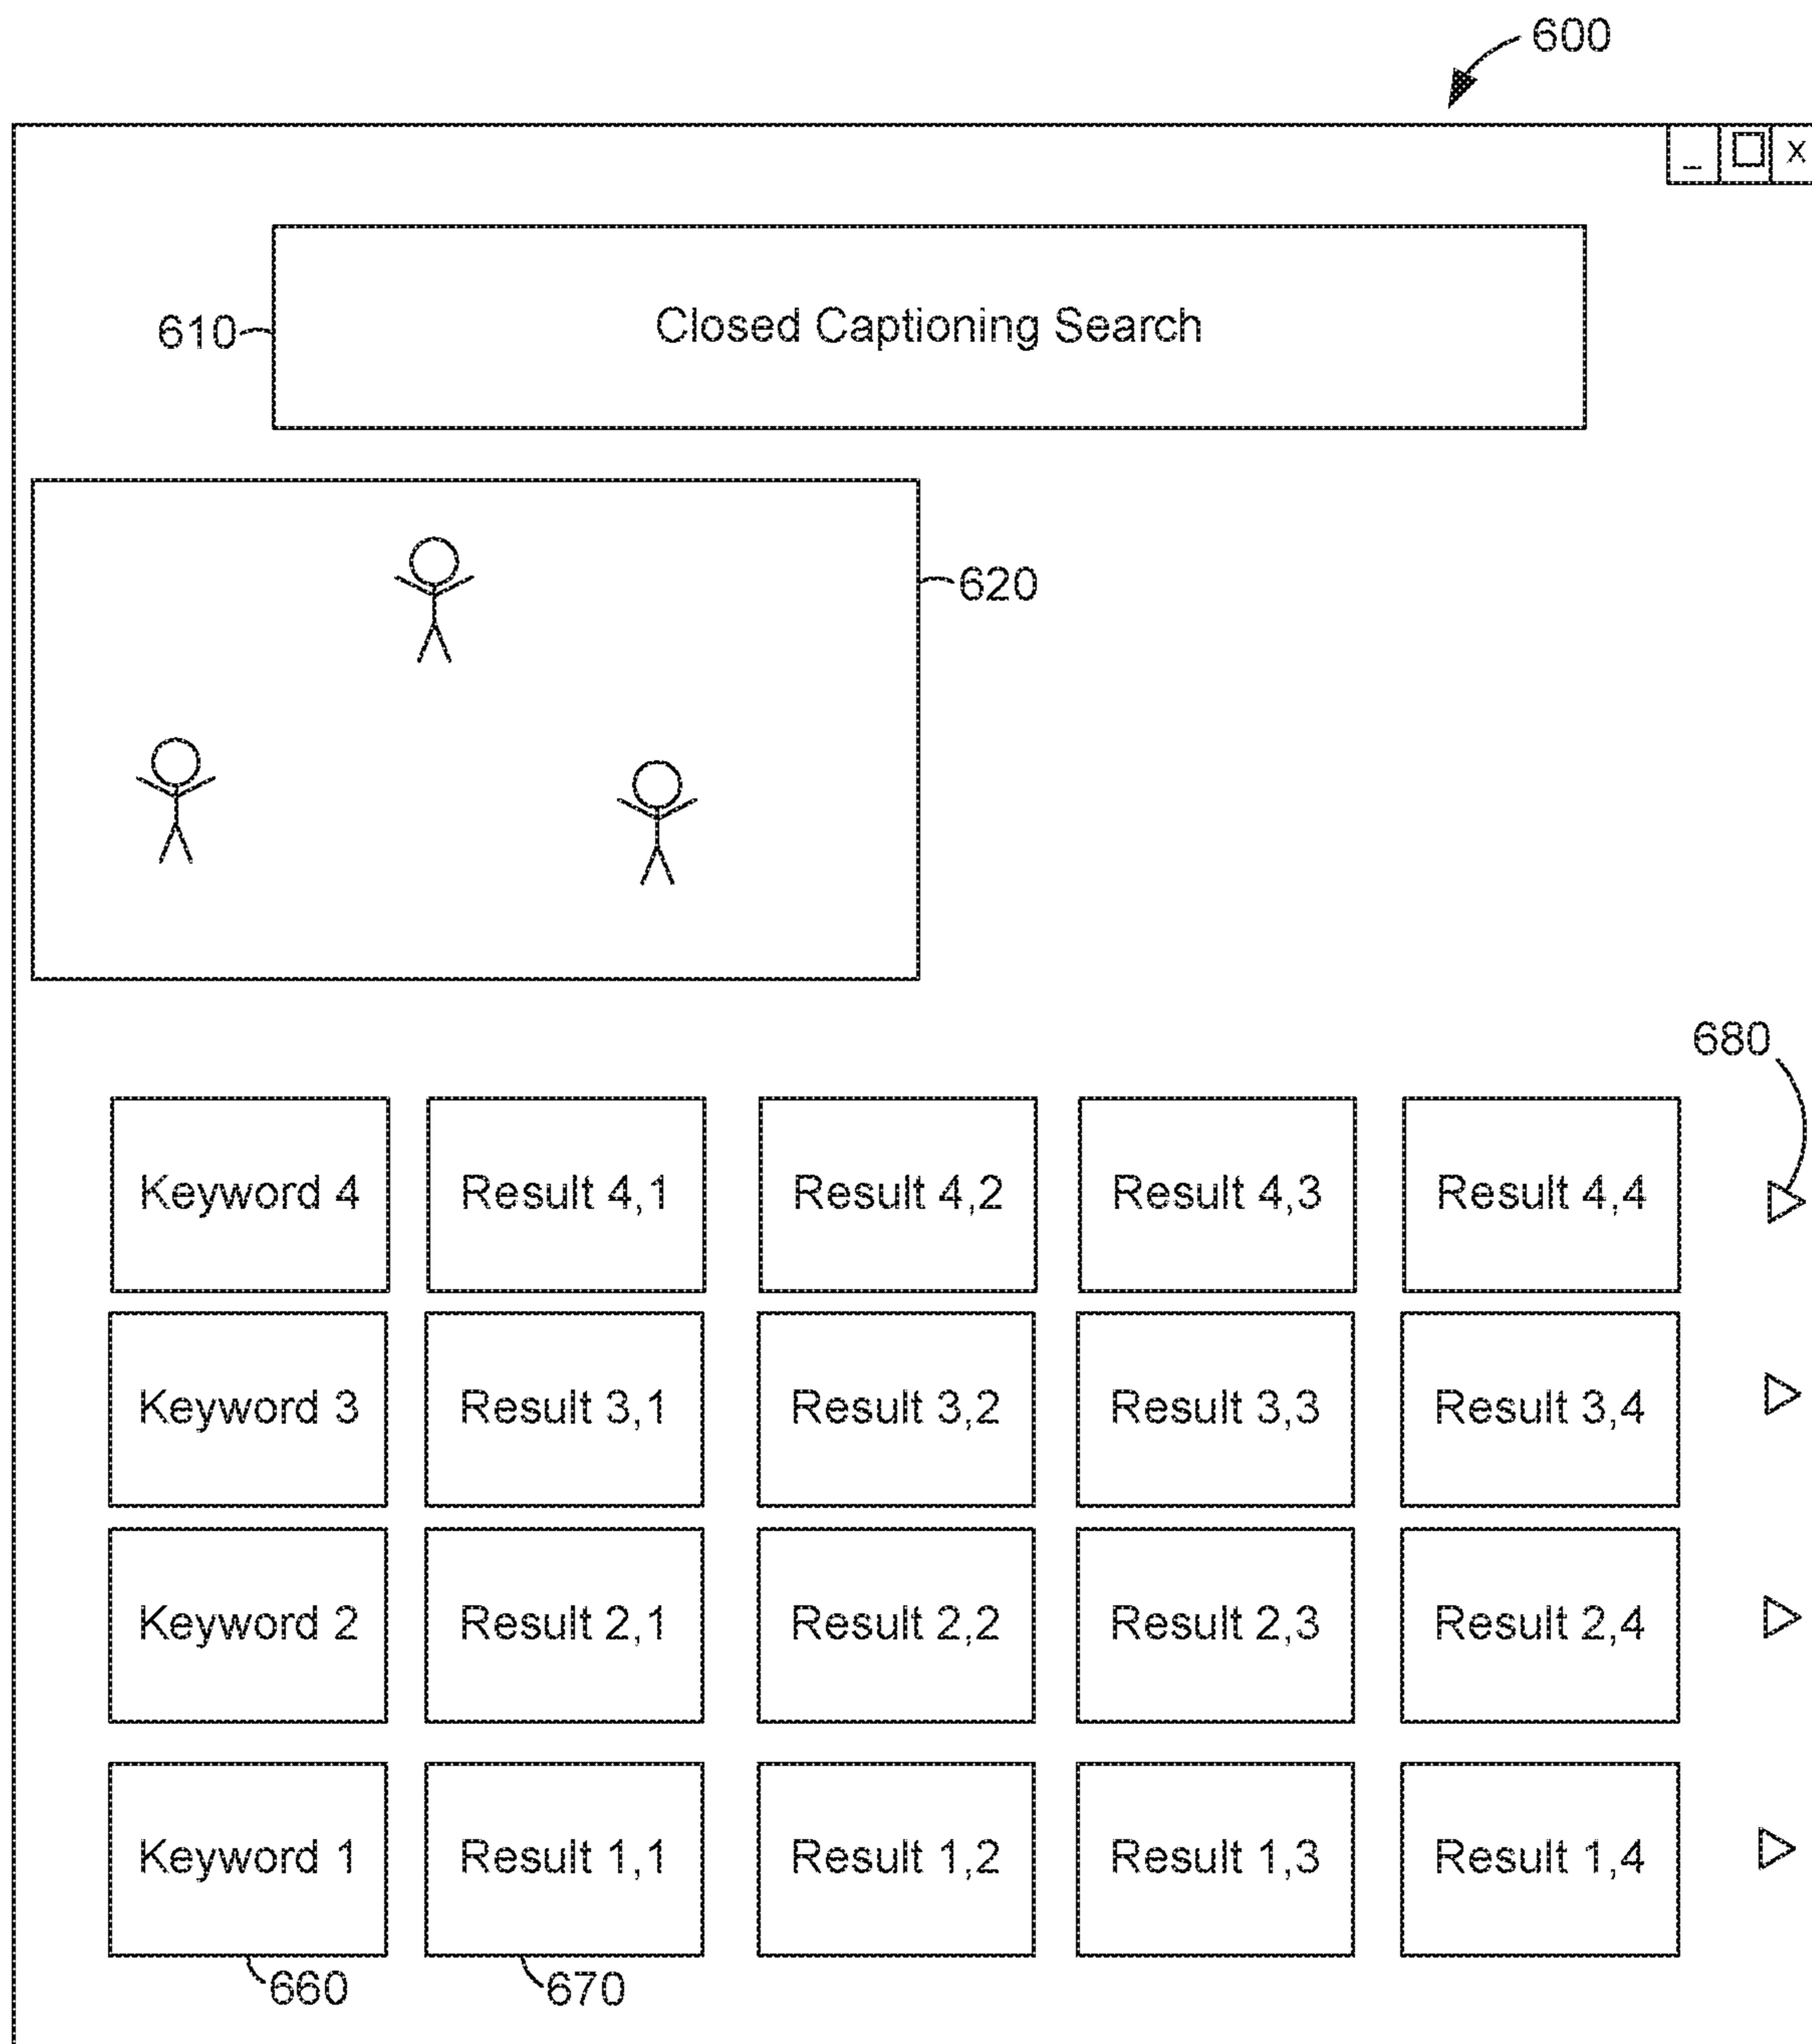 600
_ X
610 Closed Captioning Search
620
680
Keyword 4 Result 4,1 Result 4,2 Result 4,3 Result 4,4
Keyword 3 Result 3,1 Result 3,2 Result 3,3 Result 3,4
Keyword 2 Result 2,1 Result 2,2 Result 2,3 Result 2,4
Keyword 1 Result 1,1 Result 1,2 Result 1,3 Result 1,4
660 670